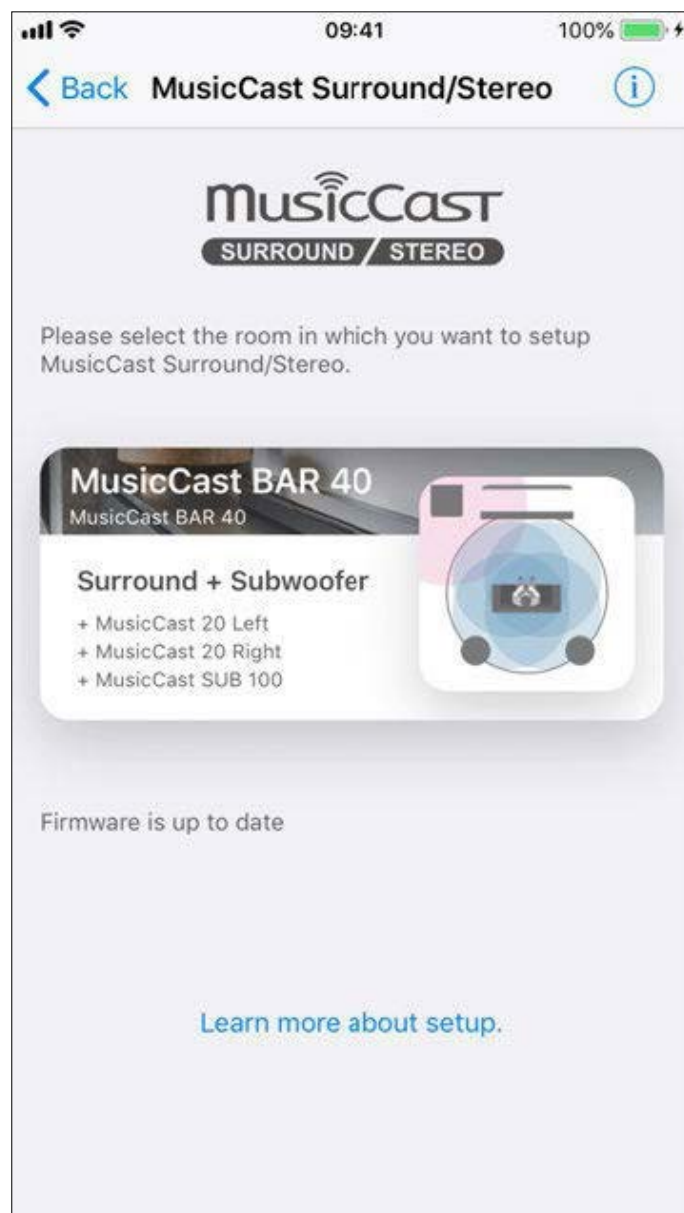 09:41
100%
Back MusicCast Surround/Stereo i
MusicCast
SURROUND / STEREO
Please select the room in which you want to setup
MusicCast Surround/Stereo.
MusicCast BAR 40
MusicCast BAR 40
Surround + Subwoofer
+ MusicCast 20 Left
+ MusicCast 20 Right
+ MusicCast SUB 100
Firmware is up to date
Learn more about setup.